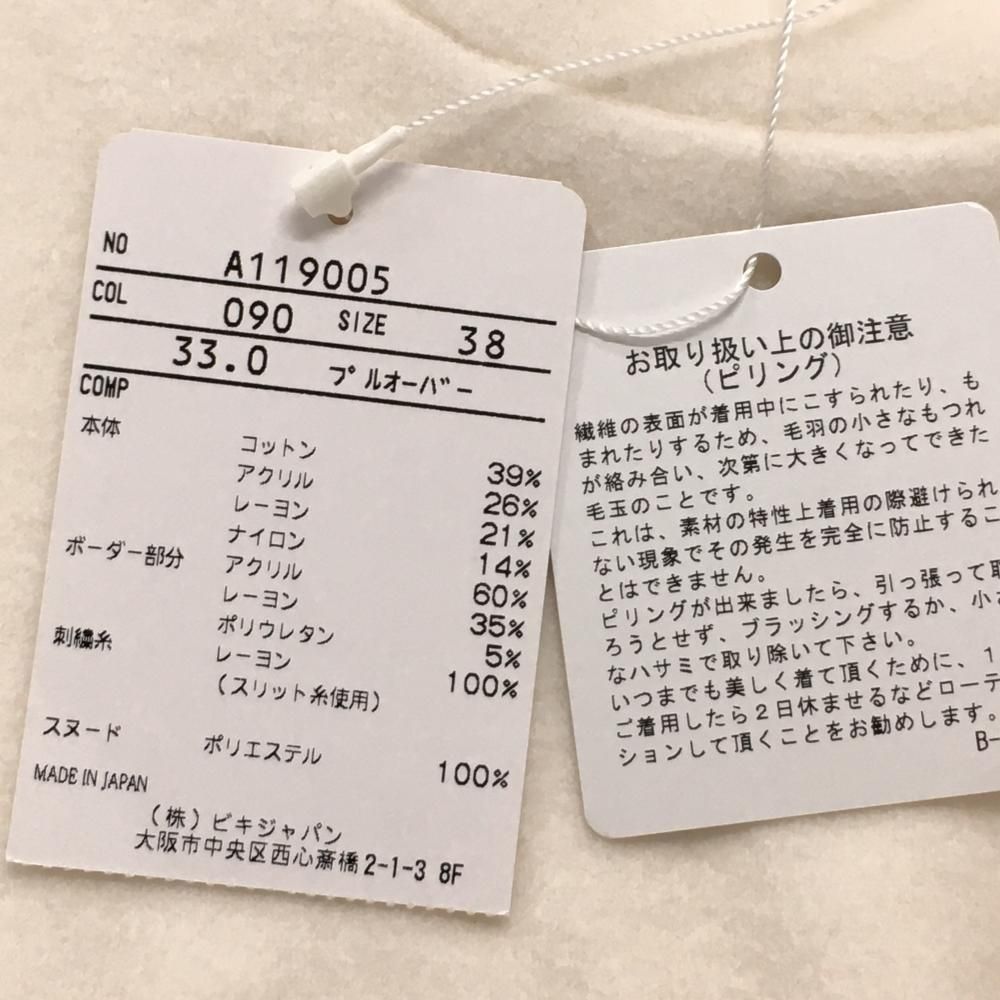 NO A119005
COL 090 SIZE 38
33.0 プルオーバー
COMP
本体
コットン 39%
アクリル 26%
レーヨン 21%
ナイロン 14%
ボーダー部分
アクリル 60%
レーヨン 35%
ポリウレタン 5%
刺繍糸
レーヨン 100%
(スリット糸使用)
スヌード
ポリエステル 100%
MADE IN JAPAN
(株)ビキジャパン
大阪市中央区西心斎橋2-1-3 8F
お取り扱い上の御注意
(ピリング)
繊維の表面が着用中にこすられたり、も
まれたりするため、毛羽の小さなもつれ
が絡み合い、次第に大きくなってできた
毛玉のことです。
これは、素材の特性上着用の際避けられ
ない現象でその発生を完全に防止するこ
とはできません。
ピリングが出来ましたら、引っ張って取
ろうとせず、ブラッシングするか、小さ
なハサミで取り除いて下さい。
いつまでも美しく着て頂くために、1
ご着用したら2日休ませるなどローテ
ションして頂くことをお勧めします。
B-